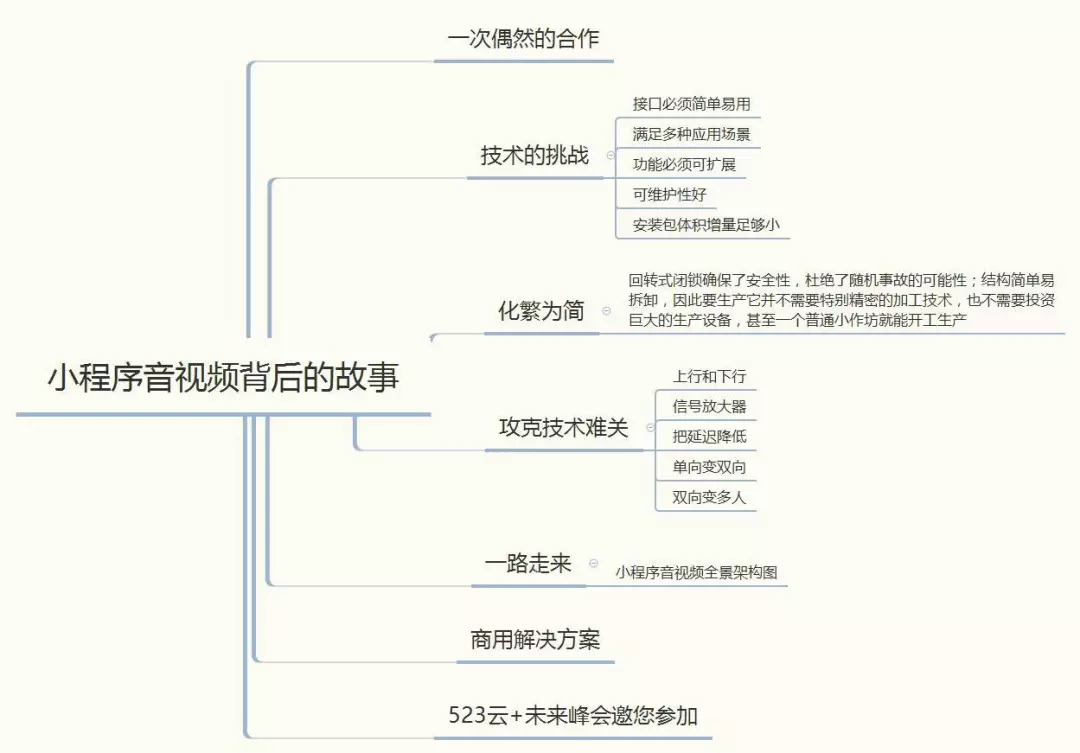 一次偶然的合作
技术的挑战
接口必须简单易用
满足多种应用场景
功能必须可扩展
可维护性好
安装包体积增量足够小
化繁为简
回转式闭锁确保了安全性，杜绝了随机事故的可能性；结构简单易
拆卸，因此要生产它并不需要特别精密的加工技术，也不需要投资
巨大的生产设备，甚至一个普通小作坊就能开工生产
小程序音视频背后的故事
攻克技术难关
上行和下行
信号放大器
把延迟降低
单向变双向
双向变多人
一路走来
小程序音视频全景架构图
商用解决方案
523云+未来峰会邀您参加